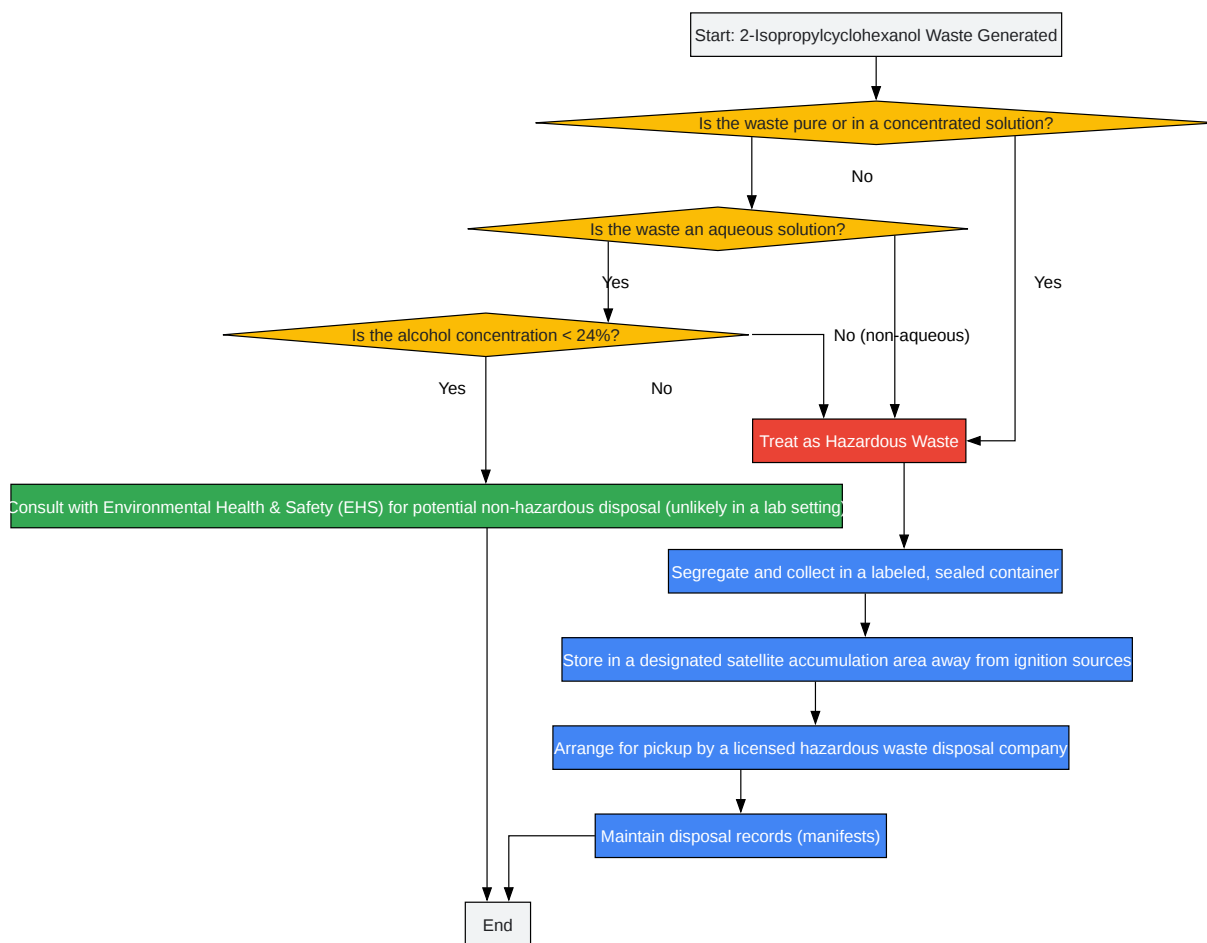 Start: 2-Isopropylcyclohexanol Waste Generated
Is the waste pure or in a concentrated solution?
No
Is the waste an aqueous solution?
Yes
Yes
Is the alcohol concentration < 24%?
No (non-aqueous)
Yes
No
Treat as Hazardous Waste
Consult with Environmental Health & Safety (EHS) for potential non-hazardous disposal (unlikely in a lab setting)
Segregate and collect in a labeled, sealed container
Store in a designated satellite accumulation area away from ignition sources
Arrange for pickup by a licensed hazardous waste disposal company
Maintain disposal records (manifests)
End